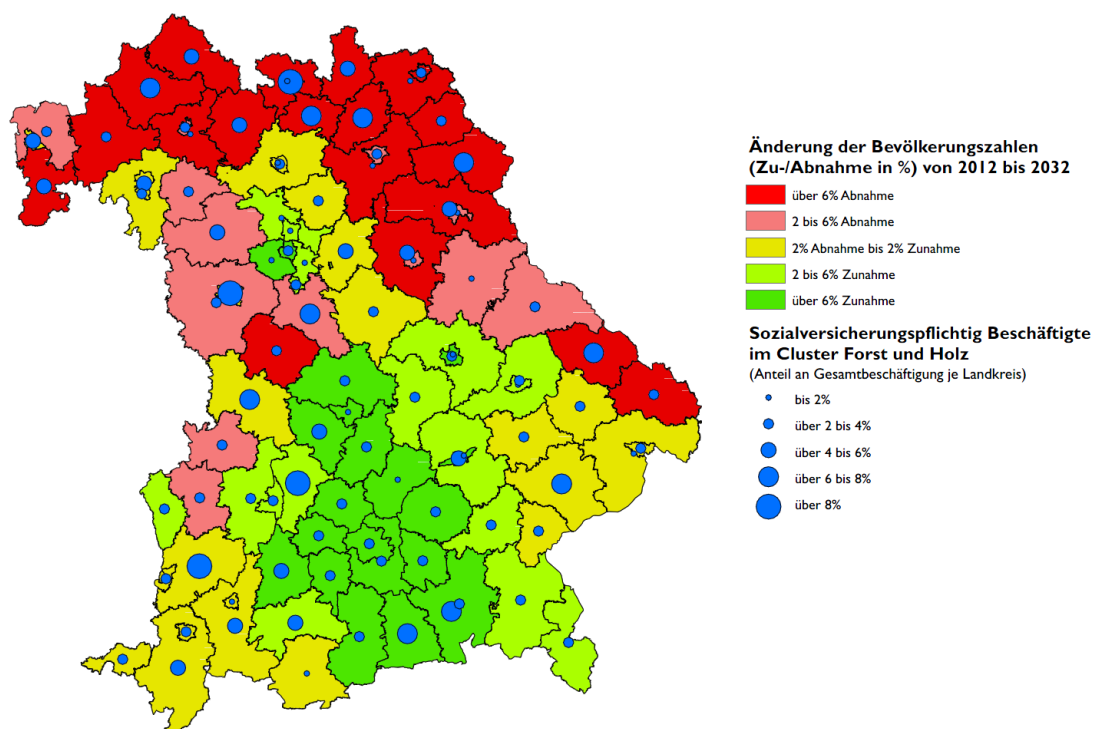 Änderung der Bevölkerungszahlen
(Zu-/Abnahme in %) von 2012 bis 2032
über 6% Abnahme
2 bis 6% Abnahme
2% Abnahme bis 2% Zunahme
2 bis 6% Zunahme
über 6% Zunahme
Sozialversicherungspflichtig Beschäftigte
im Cluster Forst und Holz
(Anteil an Gesamtbeschäftigung je Landkreis)
bis 2%
über 2 bis 4%
über 4 bis 6%
über 6 bis 8%
über 8%